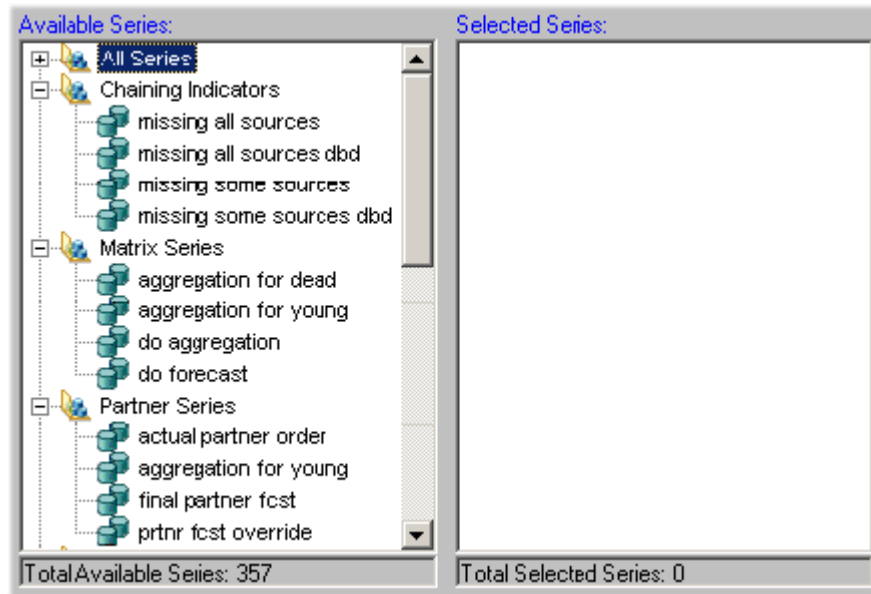 Available Series:
All Series
Chaining Indicators
missing all sources
missing all sources dbd
missing some sources
missing some sources dbd
Matrix Series
aggregation for dead
aggregation for young
do aggregation
do forecast
Partner Series
actual partner order
aggregation for young
final partner fcst
prtnr fcst override
Total Available Series: 357
Selected Series:
Total Selected Series: 0